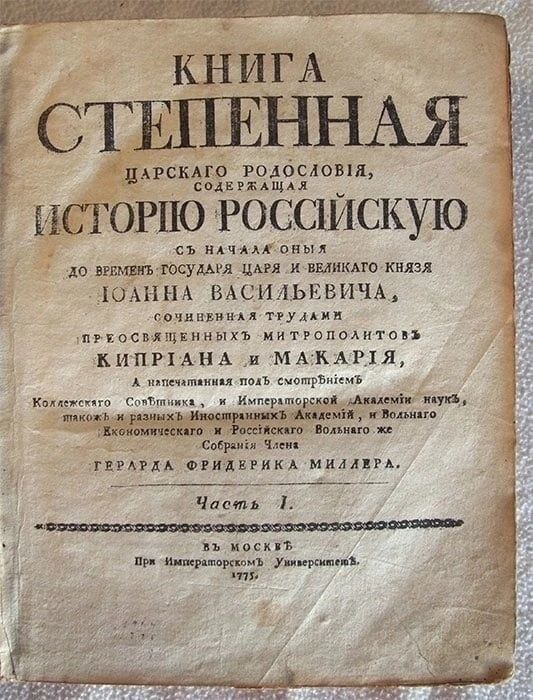 КНИГА
СТЕПЕННАЯ
ЦАРСКАГО РОДОСЛОВІЯ,
СОДЕРЖАЩАЯ
ИСТОРІЮ РОССІЙСКУЮ
СЪ НАЧАЛА ОНЫЯ
ДО ВРЕМЕНЪ ГОСУДАРЯ ЦАРЯ И ВЕЛИКАГО КНЯЗЯ
ІОАННА ВАСИЛЬЕВИЧА,
СОЧИНЕННАЯ ТРУДАМИ
ПРЕОСВЯЩЕННЫХЪ МИТРОПОЛИТОВЪ
КИПРІАНА и МАКАРІЯ,
А напечатанная подъ смотрѣніемъ
Коллежскаго Совѣтника, и Императорской Академіи наукъ,
такожъ и разныхъ Иностранныхъ Академій, и Вольнаго
Економическаго и Россійскаго Вольнаго же
Собранія Члена
ГЕРАРДА ФРИДЕРИКА МИЛЛЕРА.
Часть I.
ВЪ МОСКВѢ
При Императорскомъ Университетѣ.
1775.